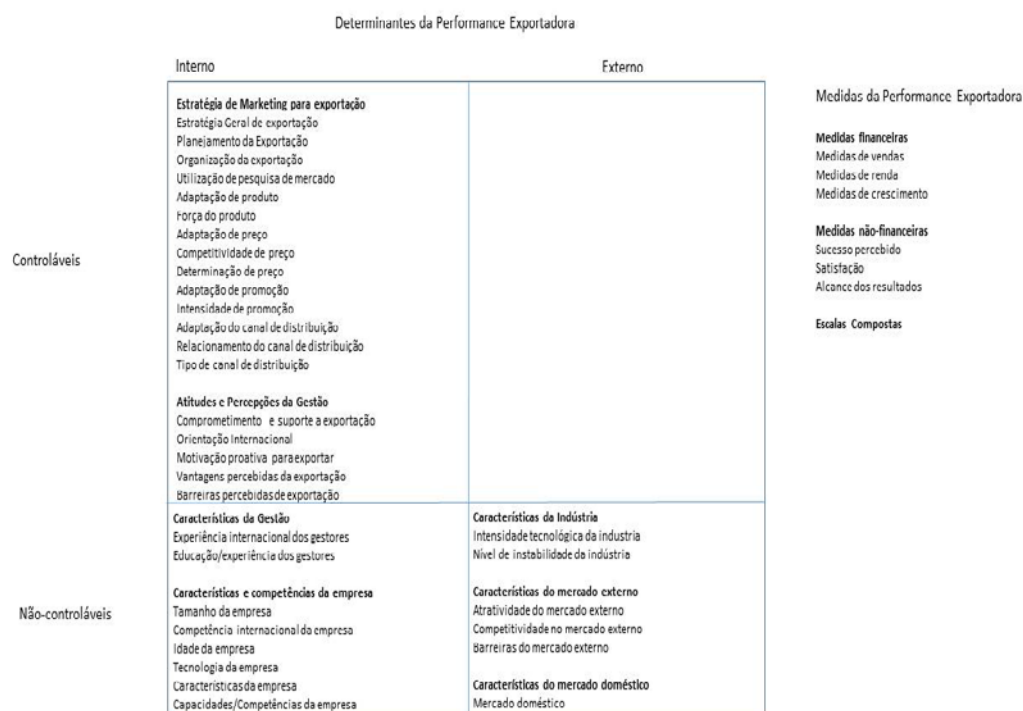 Determinantes da Performance Exportadora
Interno
Externo
Controláveis
Estratégia de Marketing para exportação
Estratégia Geral de exportação
Planejamento da Exportação
Organização da exportação
Utilização de pesquisa de mercado
Adaptação de produto
Força do produto
Adaptação de preço
Competitividade de preço
Determinação de preço
Adaptação de promoção
Intensidade de promoção
Adaptação do canal de distribuição
Relacionamento do canal de distribuição
Tipo de canal de distribuição
Atitudes e Percepções da Gestão
Comprometimento e suporte a exportação
Orientação Internacional
Motivação proativa para exportar
Vantagens percebidas da exportação
Barreiras percebidas de exportação
Não-controláveis
Características da Gestão
Experiência internacional dos gestores
Educação/experiência dos gestores
Características e competências da empresa
Tamanho da empresa
Competência internacional da empresa
Idade da empresa
Tecnologia da empresa
Características da empresa
Capacidades/Competências da empresa
Características da Indústria
Intensidade tecnológica da industria
Nível de instabilidade da indústria
Características do mercado externo
Atratividade do mercado externo
Competitividade no mercado externo
Barreiras do mercado externo
Características do mercado doméstico
Mercado doméstico
Medidas da Performance Exportadora
Medidas financeiras
Medidas de vendas
Medidas de renda
Medidas de crescimento
Medidas não-financeiras
Sucesso percebido
Satisfação
Alcance dos resultados
Escalas Compostas